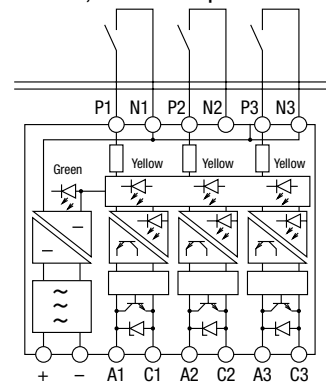 P1 N1 P2 N2 P3 N3
Green Yellow Yellow Yellow
+ – A1 C1 A2 C2 A3 C3